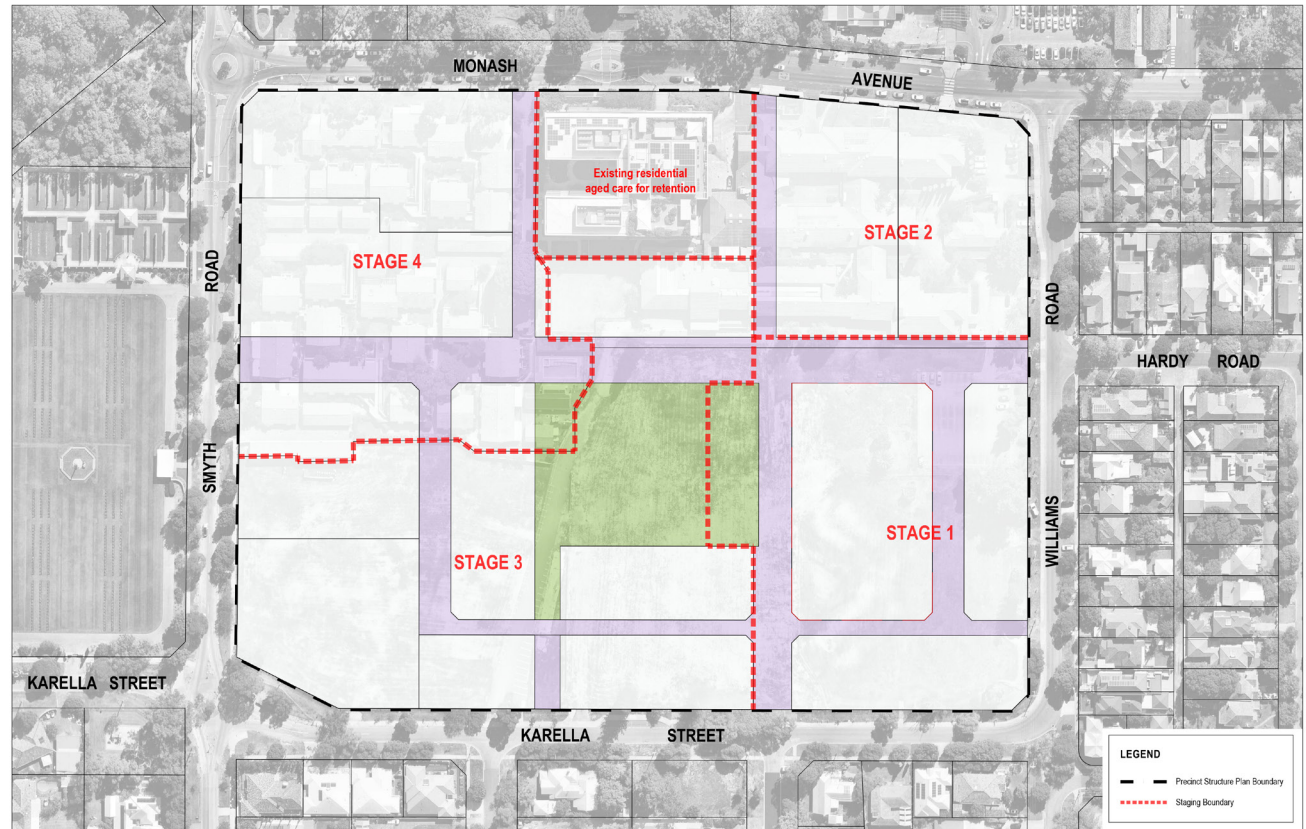 MONASH
AVENUE
Existing residential
aged care for retention
STAGE 4
STAGE 2
ROAD
ROAD
HARDY ROAD
SMYTH
WILLIAMS
STAGE 1
STAGE 3
KARELLA STREET
KARELLA STREET
LEGEND
Precinct Structure Plan Boundary
Staging Boundary